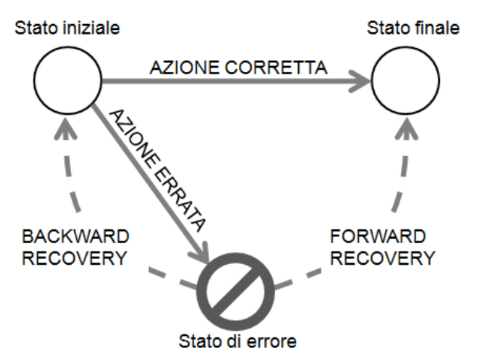 Stato iniziale
Stato finale
AZIONE CORRETTA
AZIONE ERRATA
BACKWARD
RECOVERY
FORWARD
RECOVERY
Stato di errore